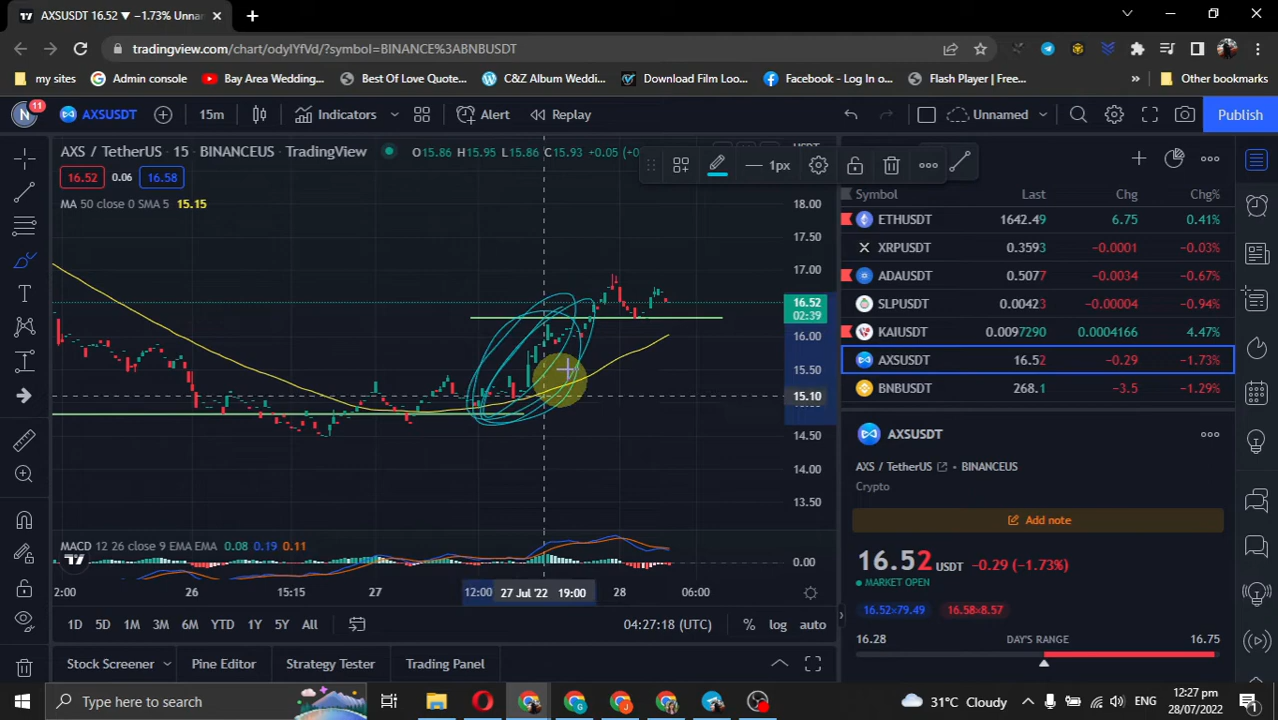 AXSUSDT 16.52 ▼ −1.73% Unna
tradingview.com/chart/odylYfVd/?symbol=BINANCE%3ABNBUSDT
my sites
Admin console
Bay Area Wedding...
Best Of Love Quote...
C&Z Album Wedding...
Download Film Loo...
Facebook - Log In o...
Flash Player | Free...
»
Other bookmarks
N
11
AXSUSDT
15m
Indicators
Alert
Replay
Unnamed
Publish
AXS / TetherUS · 15 · BINANCEUS · TradingView
O15.86 H15.95 L15.86 C15.93 +0.05 (+0
1px
16.52
0.06
16.58
MA 50 close 0 SMA 5 15.15
18.00
17.50
17.00
16.52
02:39
16.00
15.50
15.10
14.50
14.00
13.50
MACD 12 26 close 9 EMA EMA 0.08 0.19 0.11
0.00
2:00
26
15:15
27
12:00
27 Jul '22 19:00
28
06:00
1D
5D
1M
3M
6M
YTD
1Y
5Y
All
04:27:18 (UTC)
%
log
auto
Stock Screener
Pine Editor
Strategy Tester
Trading Panel
Symbol Last Chg Chg%
ETHUSDT 1642.49 6.75 0.41%
XRPUSDT 0.3593 −0.0001 −0.03%
ADAUSDT 0.5077 −0.0034 −0.67%
SLPUSDT 0.00423 −0.00004 −0.94%
KAIUSDT 0.0097290 0.0004166 4.47%
AXSUSDT 16.52 −0.29 −1.73%
BNBUSDT 268.1 −3.5 −1.29%
AXSUSDT
AXS / TetherUS · BINANCEUS
Crypto
Add note
16.52 USDT −0.29 (−1.73%)
MARKET OPEN
16.52×79.49
16.58×8.57
16.28 DAY'S RANGE 16.75
Type here to search
31°C Cloudy
ENG
12:27 pm
28/07/2022
1